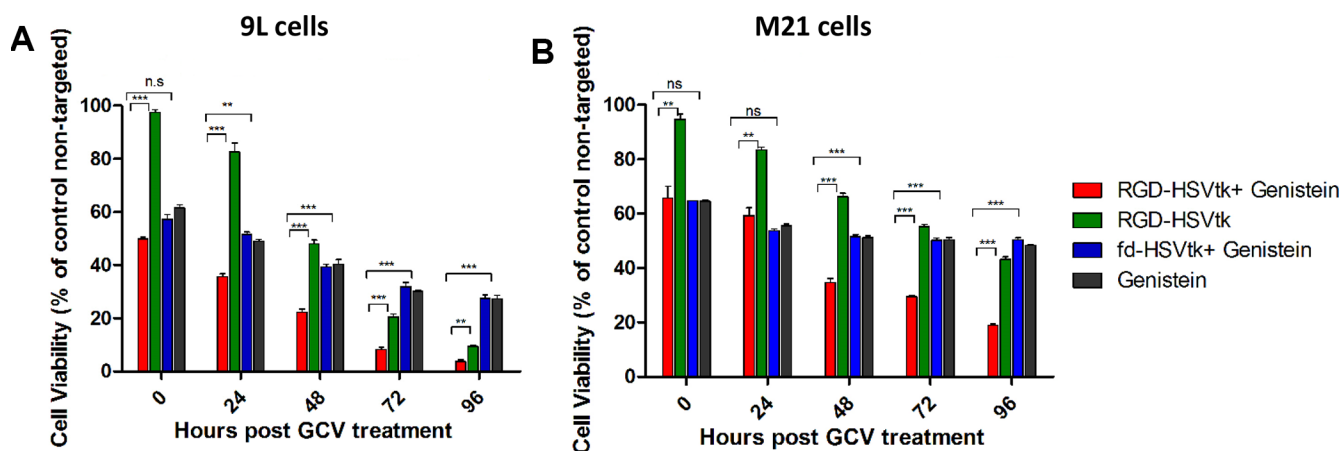 A
9L cells
Cell Viability (% of control non-targeted)
100
80
60
40
20
0
n.s
***
**
***
***
***
***
***
***
**
0
24
48
72
96
Hours post GCV treatment
B
M21 cells
Cell Viability (% of control non-targeted)
100
80
60
40
20
0
ns
**
ns
**
***
***
***
***
***
***
0
24
48
72
96
Hours post GCV treatment
RGD-HSVtk+ Genistein
RGD-HSVtk
fd-HSVtk+ Genistein
Genistein